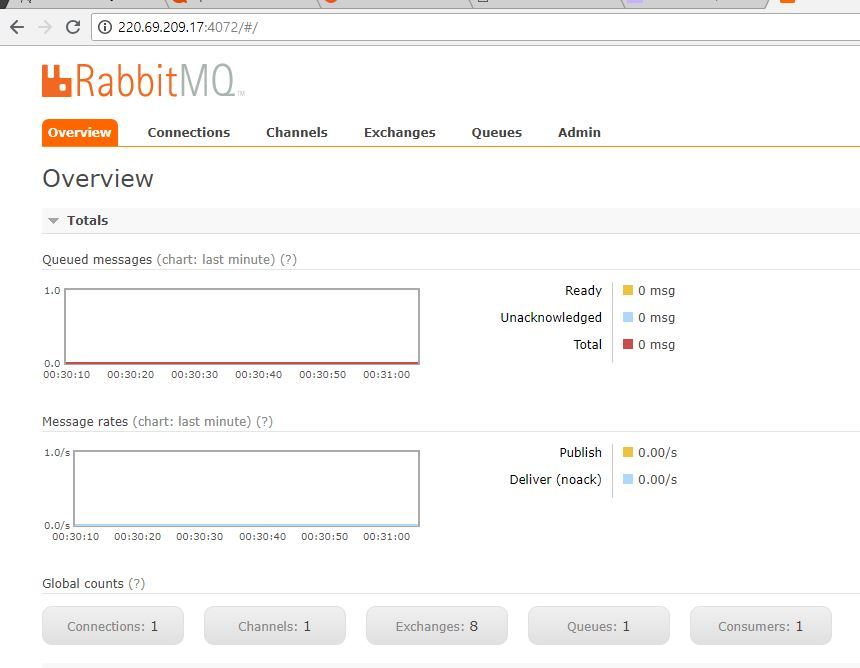 220.69.209.17:4072/#/
RabbitMQ™
Overview Connections Channels Exchanges Queues Admin
Overview
Totals
Queued messages (chart: last minute) (?)
1.0
0.0
00:30:10 00:30:20 00:30:30 00:30:40 00:30:50 00:31:00
Ready 0 msg
Unacknowledged 0 msg
Total 0 msg
Message rates (chart: last minute) (?)
1.0/s
0.0/s
00:30:10 00:30:20 00:30:30 00:30:40 00:30:50 00:31:00
Publish 0.00/s
Deliver (noack) 0.00/s
Global counts (?)
Connections: 1 Channels: 1 Exchanges: 8 Queues: 1 Consumers: 1